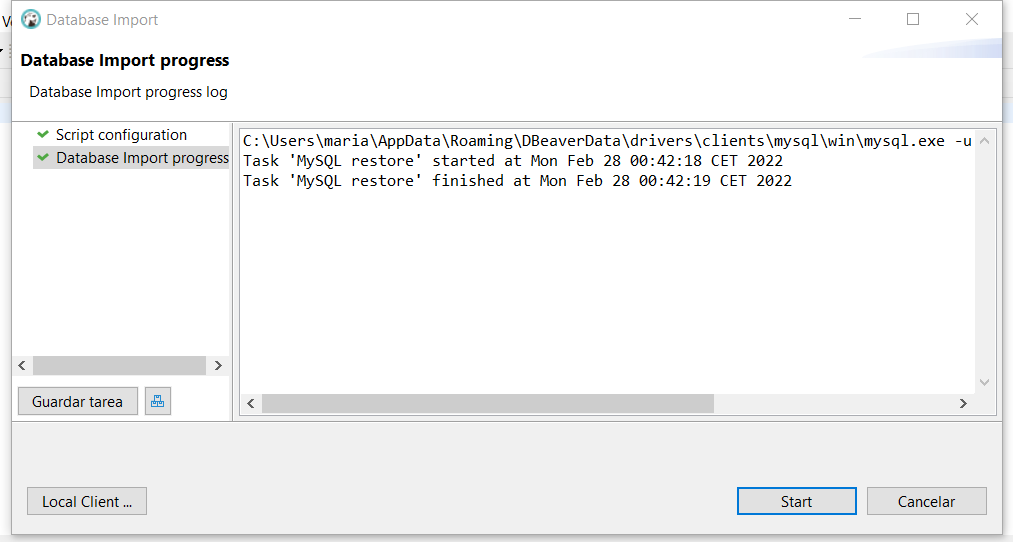 Database Import
Database Import progress
Database Import progress log
Script configuration
Database Import progress
C:\Users\maria\AppData\Roaming\DBeaverData\drivers\clients\mysql\win\mysql.exe -u
Task 'MySQL restore' started at Mon Feb 28 00:42:18 CET 2022
Task 'MySQL restore' finished at Mon Feb 28 00:42:19 CET 2022
Guardar tarea
Local Client ...
Start
Cancelar